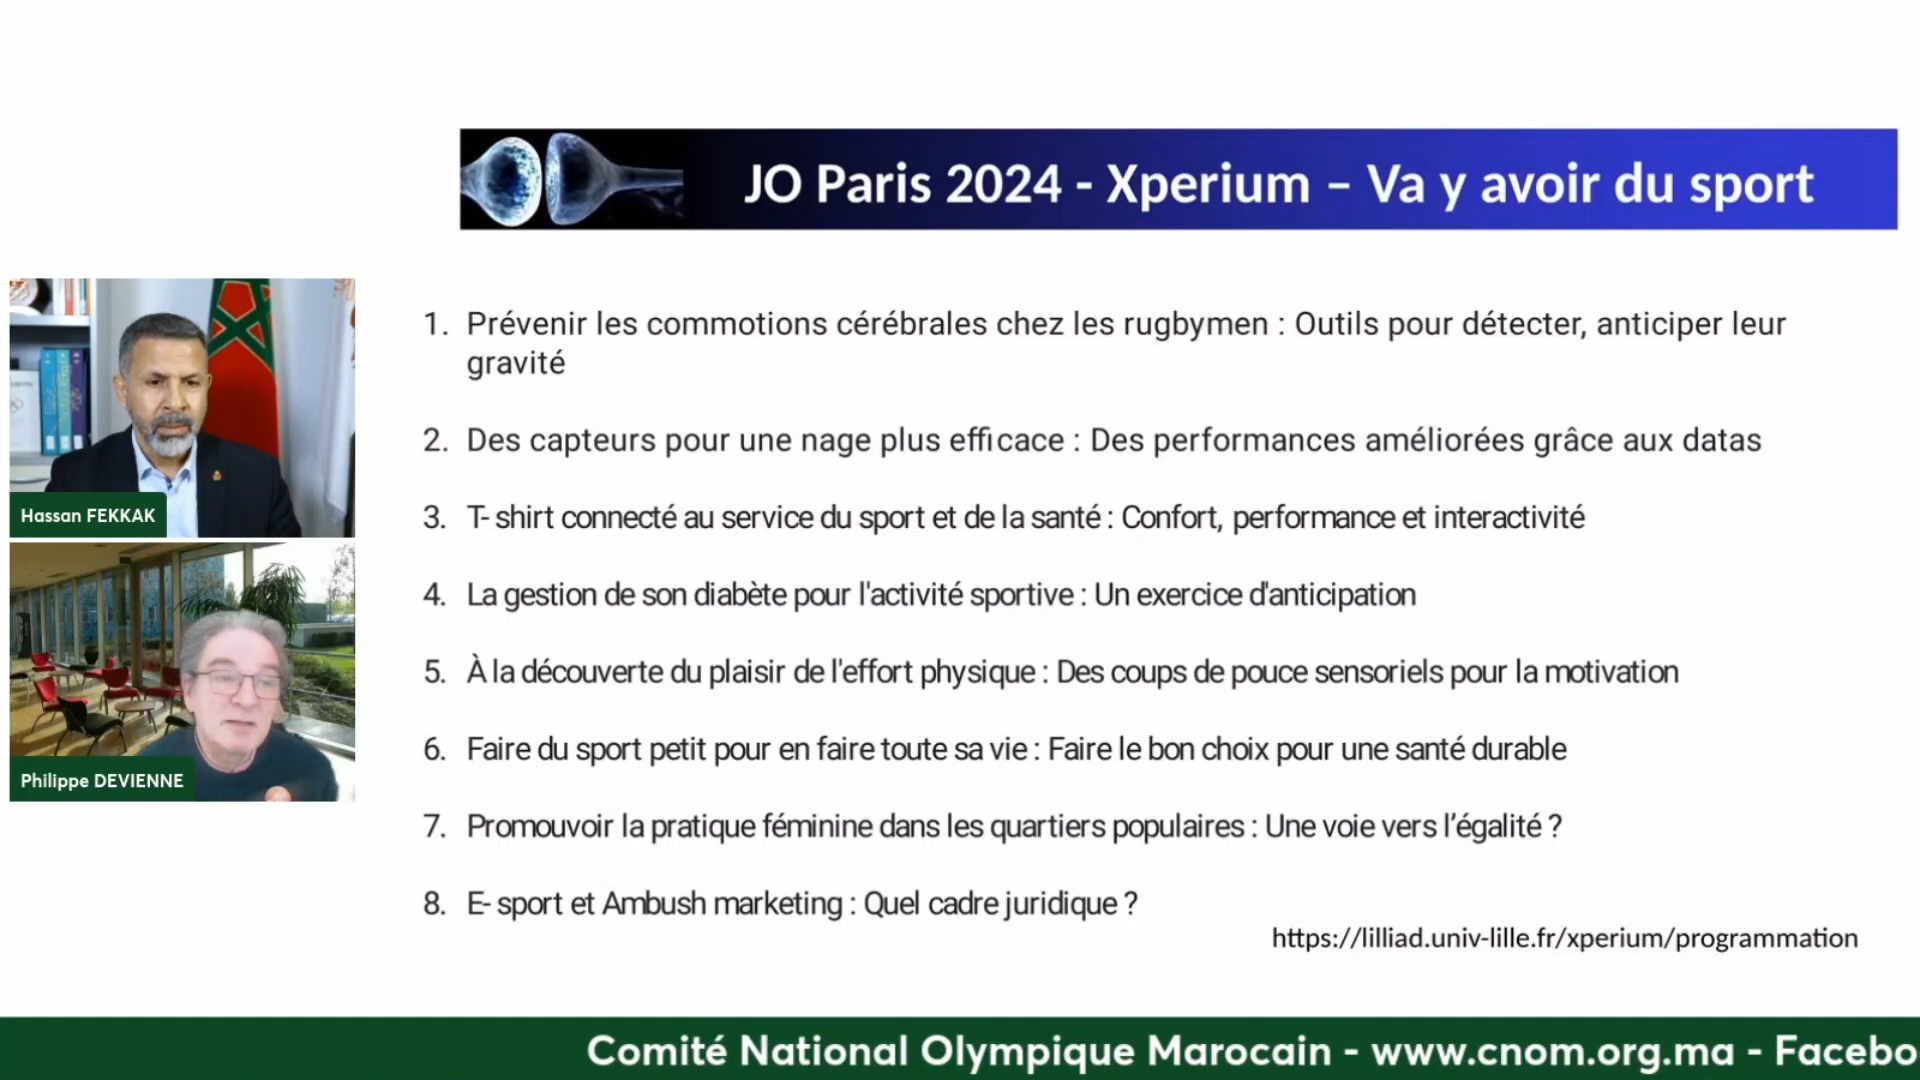 JO Paris 2024 - Xperium – Va y avoir du sport
1. Prévenir les commotions cérébrales chez les rugbymen : Outils pour détecter, anticiper leur
gravité
2. Des capteurs pour une nage plus efficace : Des performances améliorées grâce aux datas
3. T- shirt connecté au service du sport et de la santé : Confort, performance et interactivité
4. La gestion de son diabète pour l'activité sportive : Un exercice d'anticipation
5. À la découverte du plaisir de l'effort physique : Des coups de pouce sensoriels pour la motivation
6. Faire du sport petit pour en faire toute sa vie : Faire le bon choix pour une santé durable
7. Promouvoir la pratique féminine dans les quartiers populaires : Une voie vers l’égalité ?
8. E- sport et Ambush marketing : Quel cadre juridique ?
https://lilliad.univ-lille.fr/xperium/programmation
Hassan FEKKAK
Philippe DEVIENNE
Comité National Olympique Marocain - www.cnom.org.ma - Facebo